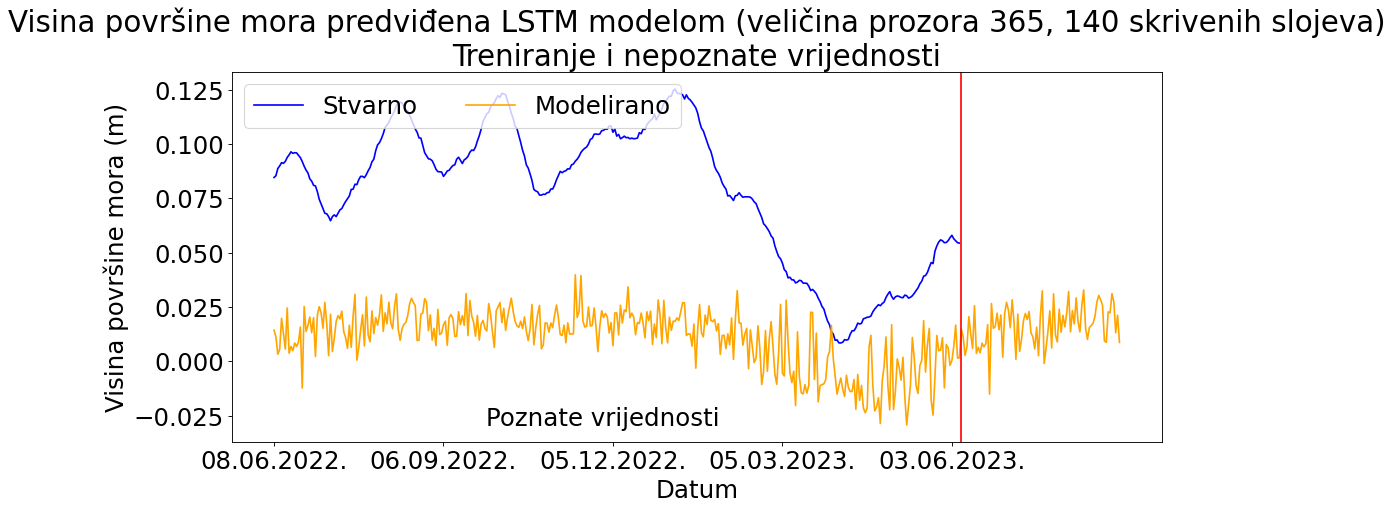 Visina površine mora predviđena LSTM modelom (veličina prozora 365, 140 skrivenih slojeva)
Treniranje i nepoznate vrijednosti
Stvarno
Modelirano
Visina površine mora (m)
0.125
0.100
0.075
0.050
0.025
0.000
−0.025
Poznate vrijednosti
08.06.2022.
06.09.2022.
05.12.2022.
05.03.2023.
03.06.2023.
Datum